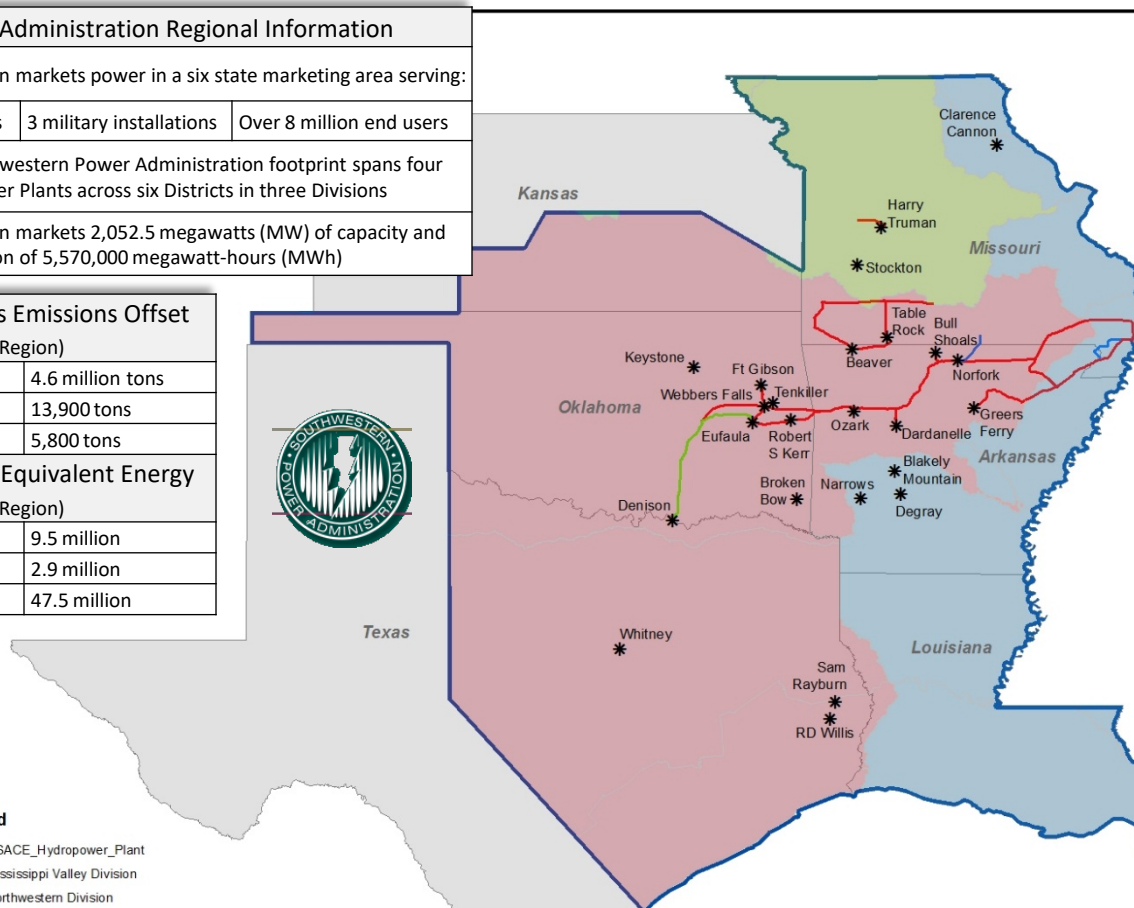 Administration Regional Information
n markets power in a six state marketing area serving:
s 3 military installations Over 8 million end users
western Power Administration footprint spans four
er Plants across six Districts in three Divisions
n markets 2,052.5 megawatts (MW) of capacity and
on of 5,570,000 megawatt-hours (MWh)
s Emissions Offset
Region)
4.6 million tons
13,900 tons
5,800 tons
Equivalent Energy
Region)
9.5 million
2.9 million
47.5 million
SOUTHWESTERN
POWER ADMINISTRATION
Kansas
Missouri
Oklahoma
Arkansas
Texas
Louisiana
Clarence
Cannon
Harry
Truman
Stockton
Table
Rock
Bull
Shoals
Beaver
Norfork
Keystone
Ft Gibson
Webbers Falls
Tenkiller
Eufaula
Robert
S Kerr
Ozark
Dardanelle
Greers
Ferry
Blakely
Mountain
Narrows
Degray
Broken
Bow
Denison
Whitney
Sam
Rayburn
RD Willis
d
SACE_Hydropower_Plant
ssissippi Valley Division
orthwestern Division